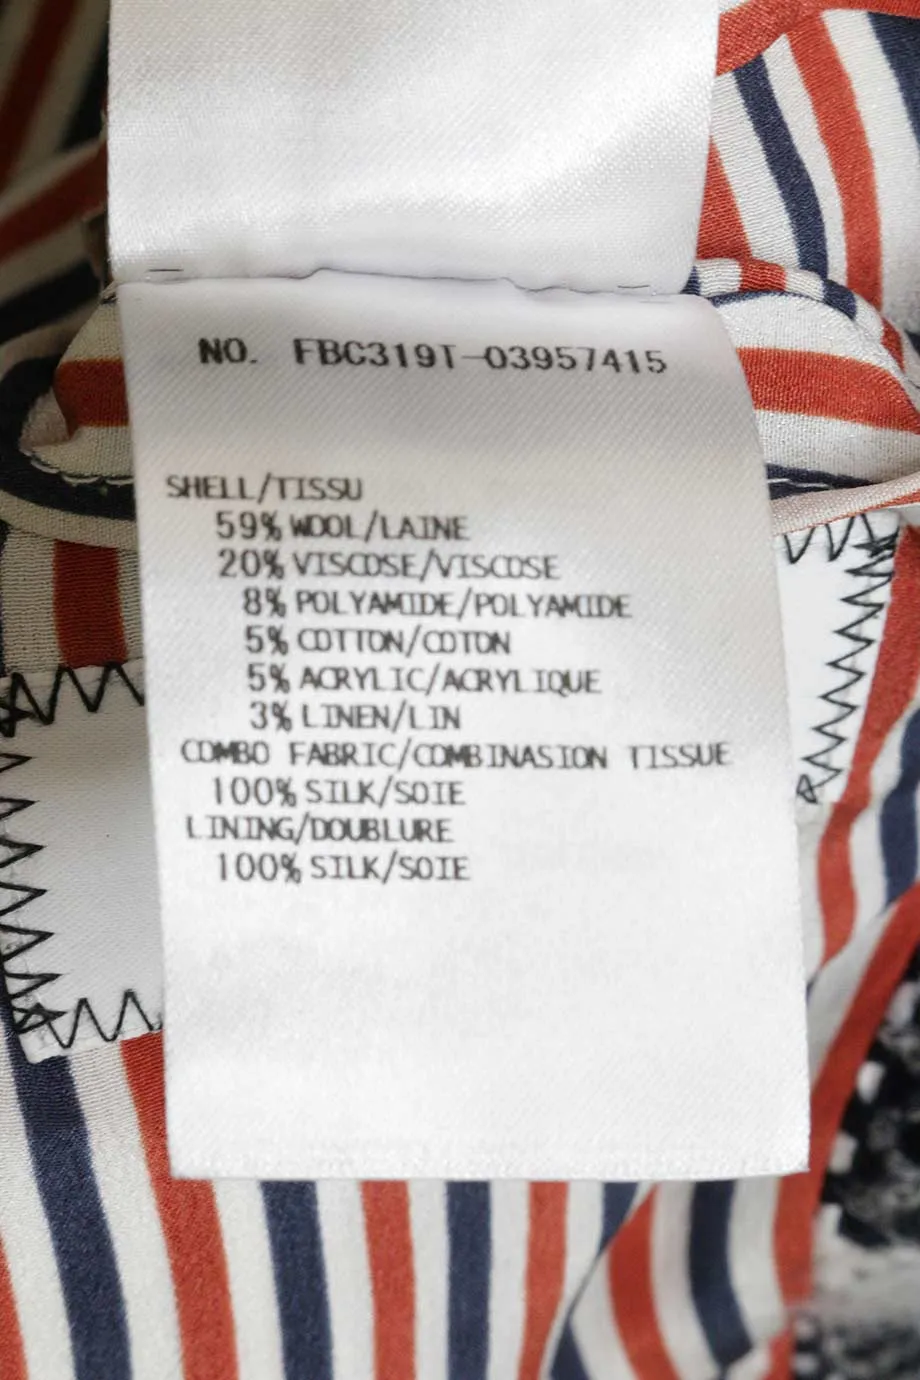 NO. FBC319T-03957415
SHELL/TISSU
59% WOOL/LAINE
20% VISCOSE/VISCOSE
8% POLYAMIDE/POLYAMIDE
5% COTTON/COTON
5% ACRYLIC/ACRYLIQUE
3% LINEN/LIN
COMBO FABRIC/COMBINASION TISSUE
100% SILK/SOIE
LINING/DOUBLURE
100% SILK/SOIE